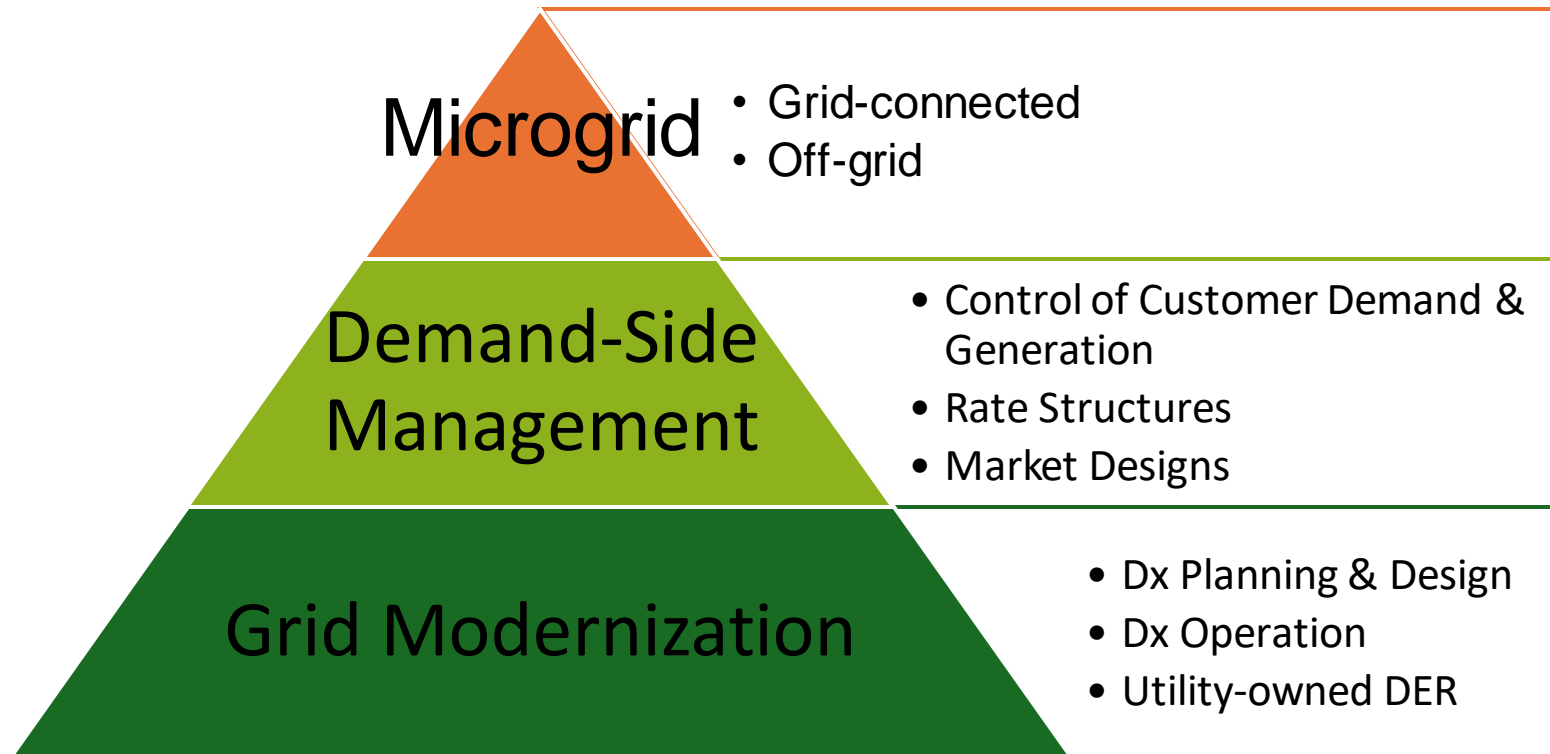 Microgrid
• Grid-connected
• Off-grid
Demand-Side
Management
• Control of Customer Demand &
Generation
• Rate Structures
• Market Designs
Grid Modernization
• Dx Planning & Design
• Dx Operation
• Utility-owned DER